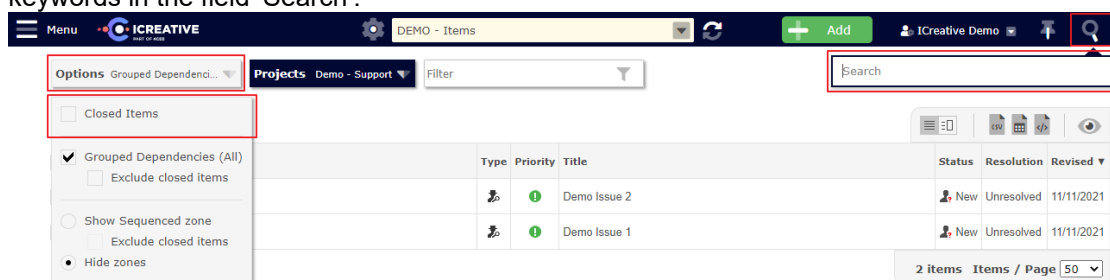 keywords in the field 'Search'.
Menu ICREATIVE DEMO - Items Add ICreative Demo
PART OF 4CEE
Options Grouped Dependenci... Projects Demo - Support Filter Search
Closed Items
CSV
Grouped Dependencies (All) Type Priority Title Status Resolution Revised
Exclude closed items
Demo Issue 2 New Unresolved 11/11/2021
Show Sequenced zone
Demo Issue 1 New Unresolved 11/11/2021
Exclude closed items
Hide zones 2 items Items / Page 50